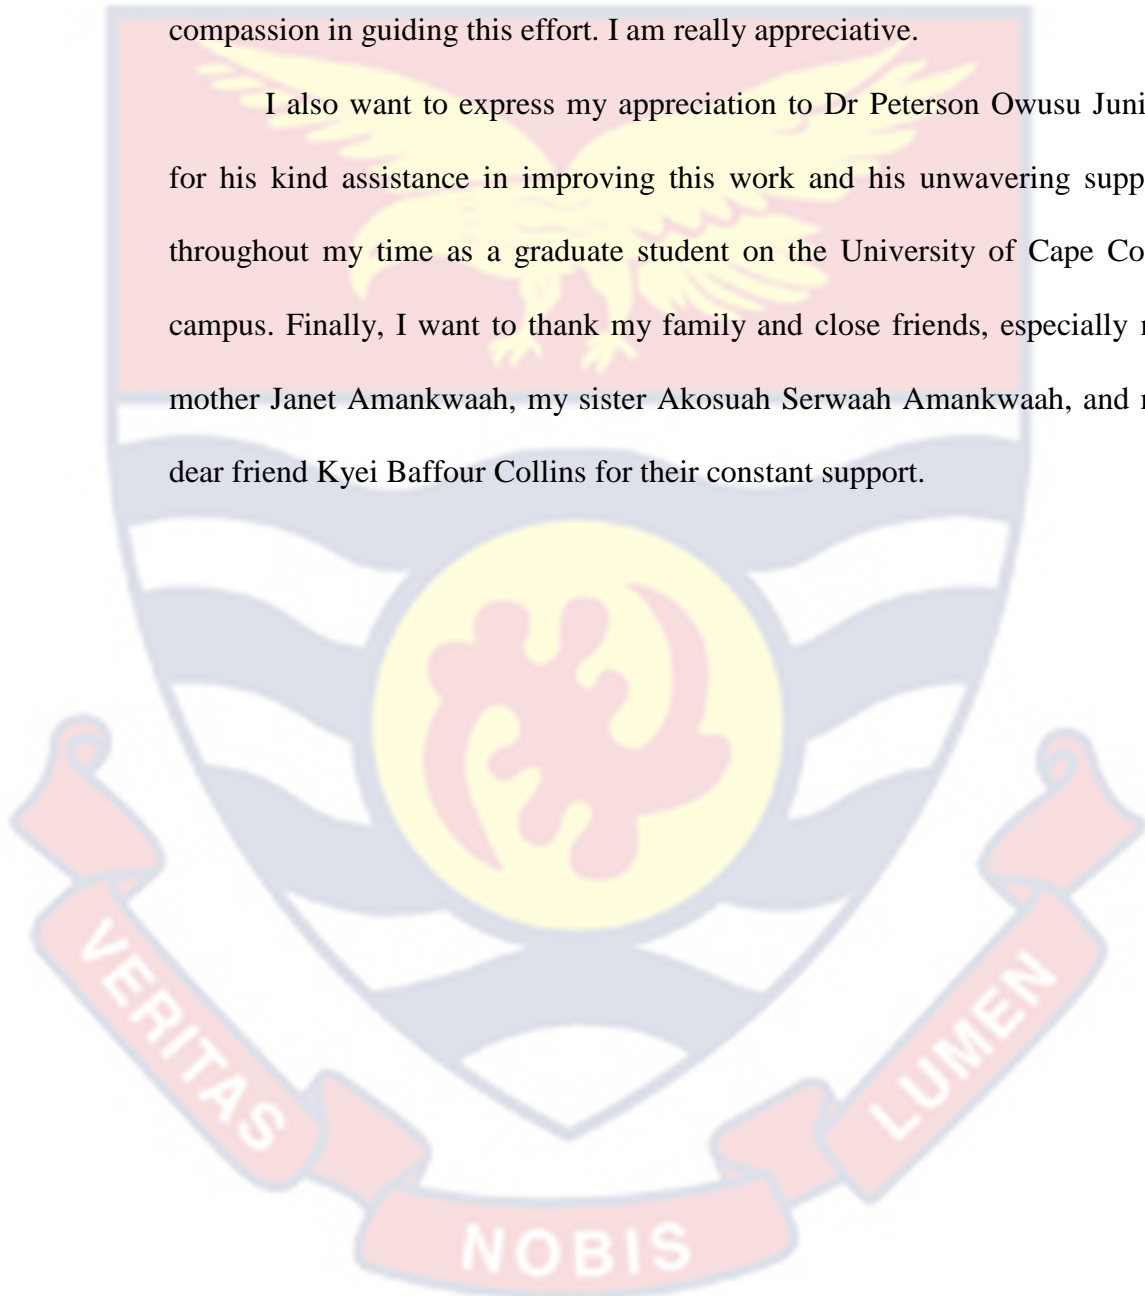 compassion in guiding this effort. I am really appreciative.
I also want to express my appreciation to Dr Peterson Owusu Juni
for his kind assistance in improving this work and his unwavering supp
throughout my time as a graduate student on the University of Cape Co
campus. Finally, I want to thank my family and close friends, especially
mother Janet Amankwaah, my sister Akosuah Serwaah Amankwaah, and
dear friend Kyei Baffour Collins for their constant support.
VERITAS
NOBIS
LUMEN